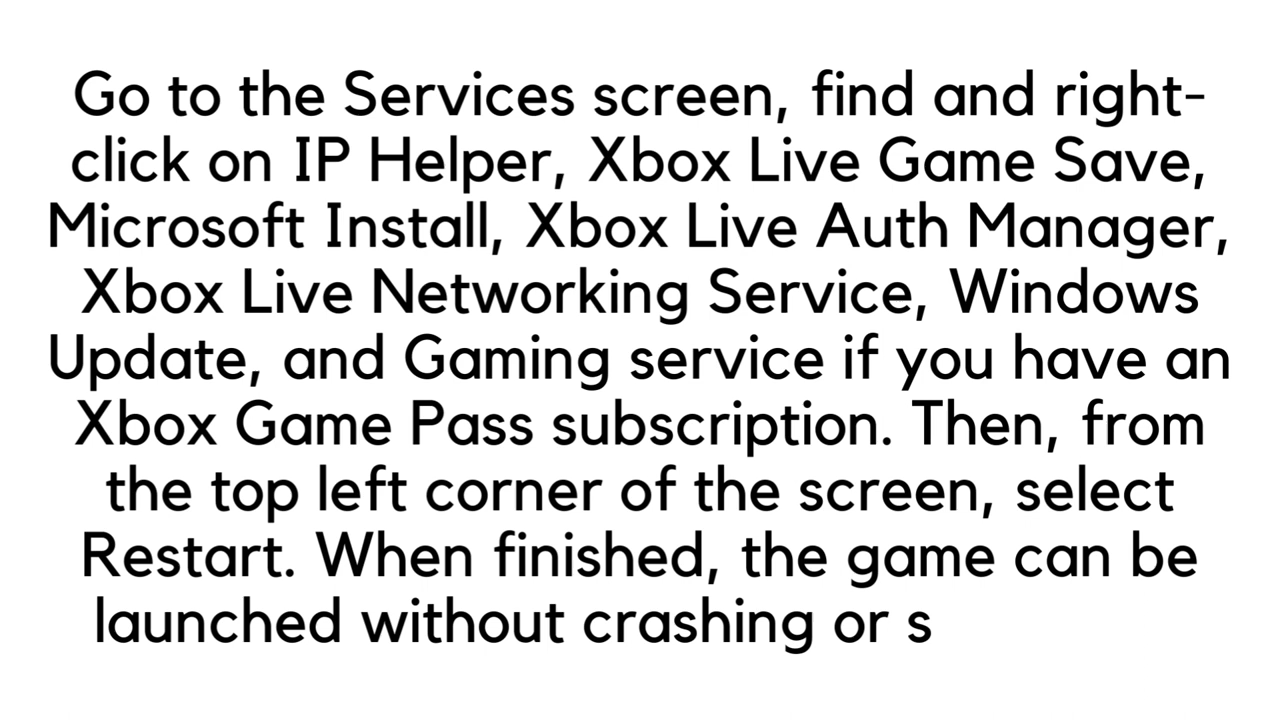 Go to the Services screen, find and right-
click on IP Helper, Xbox Live Game Save,
Microsoft Install, Xbox Live Auth Manager,
Xbox Live Networking Service, Windows
Update, and Gaming service if you have an
Xbox Game Pass subscription. Then, from
the top left corner of the screen, select
Restart. When finished, the game can be
launched without crashing or s